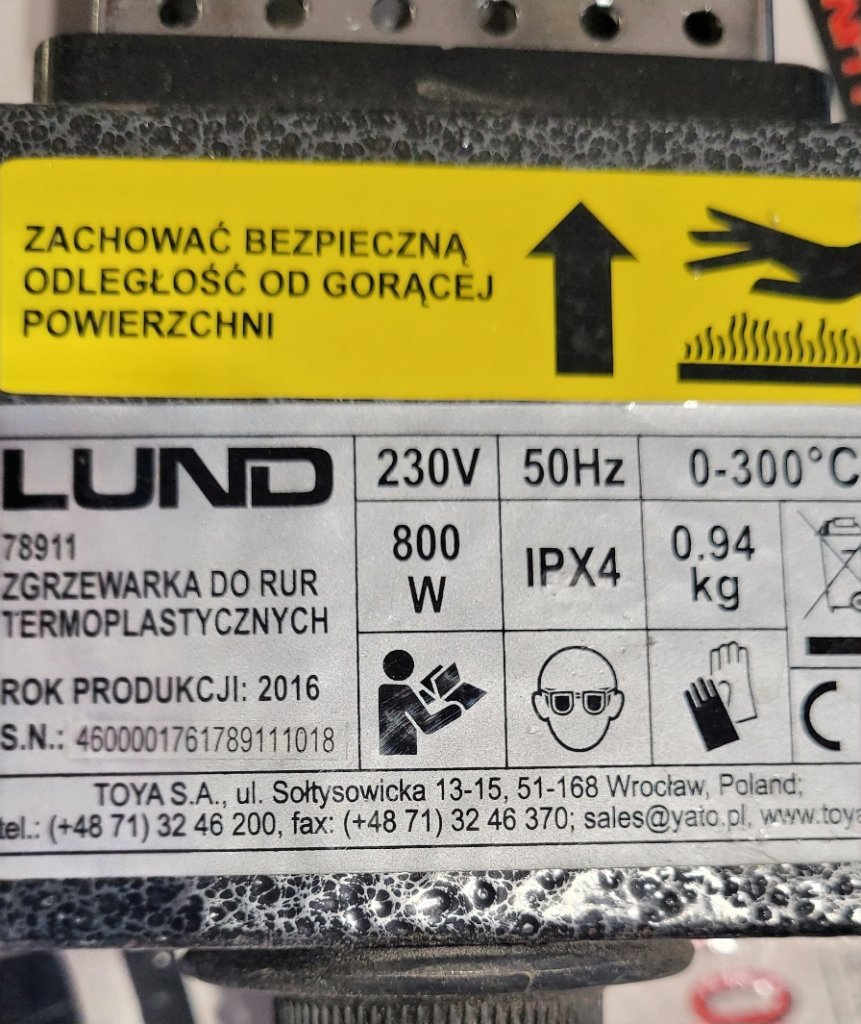 ZACHOWAĆ BEZPIECZNĄ
ODLEGŁOŚĆ OD GORĄCEJ
POWIERZCHNI
LUND
230V 50Hz 0-300°C
78911
ZGRZEWARKA DO RUR
TERMOPLASTYCZNYCH
800
W
IPX4
0.94
kg
ROK PRODUKCJI: 2016
S.N.: 4600001761789111018
TOYA S.A., ul. Sołtysowicka 13-15, 51-168 Wrocław, Poland;
tel.: (+48 71) 32 46 200, fax: (+48 71) 32 46 370; sales@yato.pl, www.toya